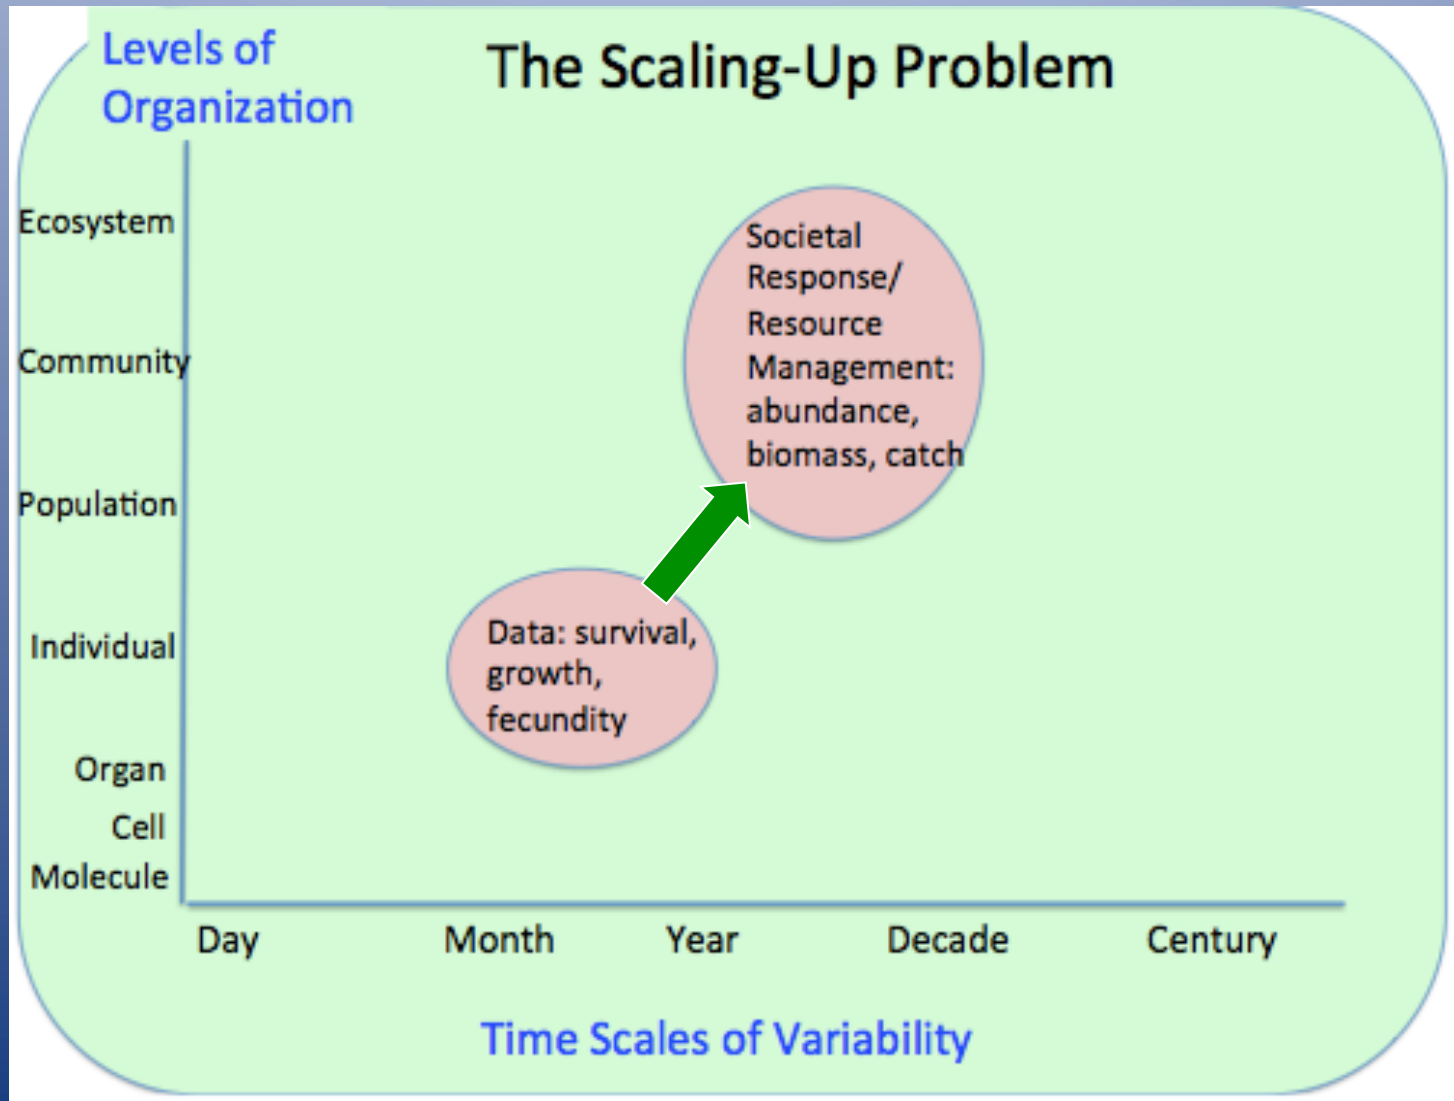 Levels of
Organization
The Scaling-Up Problem
Ecosystem
Community
Population
Individual
Organ
Cell
Molecule
Societal
Response/
Resource
Management:
abundance,
biomass, catch
Data: survival,
growth,
fecundity
Day Month Year Decade Century
Time Scales of Variability